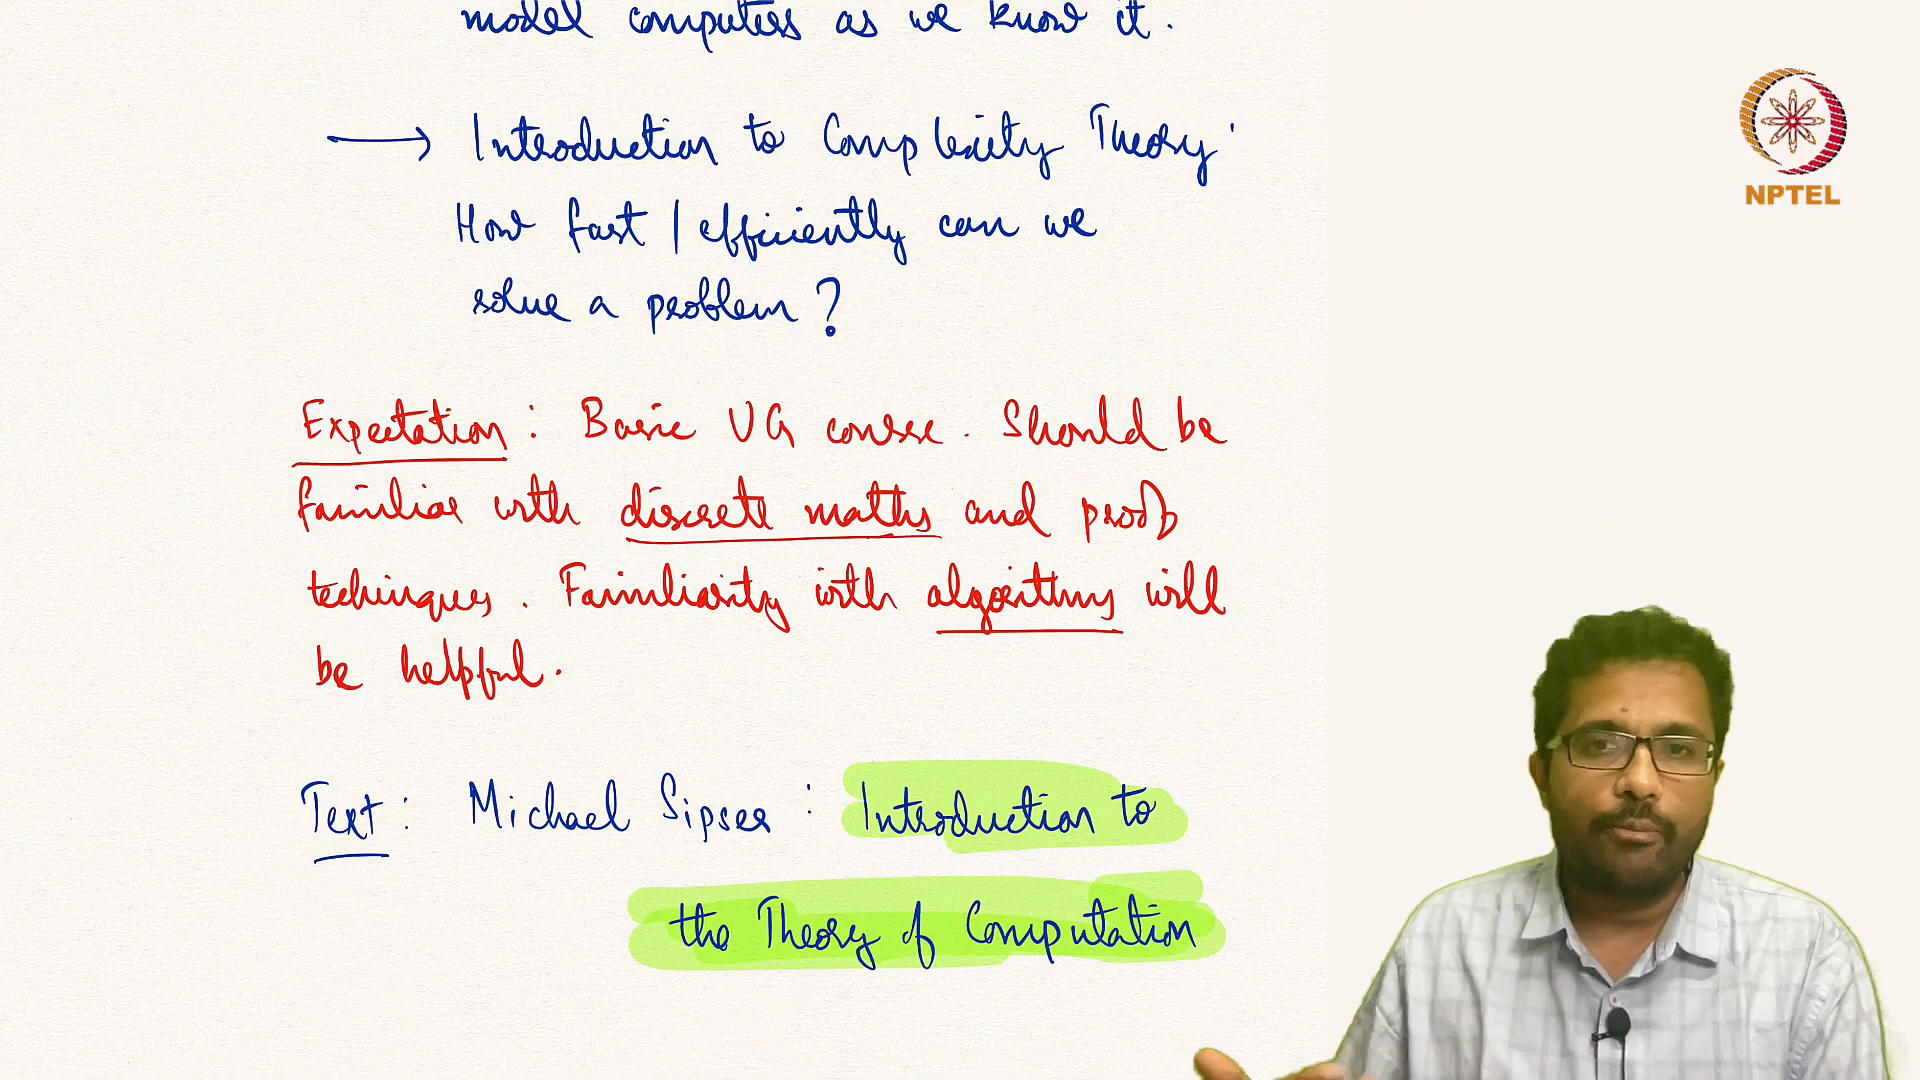 model computers as we know it.
→ Introduction to Complexity Theory.
How fast / efficiently can we
solve a problem?
Expectation: Basic UG course. Should be
familiar with discrete maths and proof
techniques. Familiarity with algorithms will
be helpful.
Text: Michael Sipser: Introduction to
the Theory of Computation
NPTEL